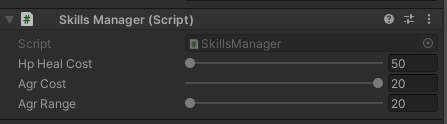 Skills Manager (Script)
Script SkillsManager
Hp Heal Cost 50
Agr Cost 20
Agr Range 20